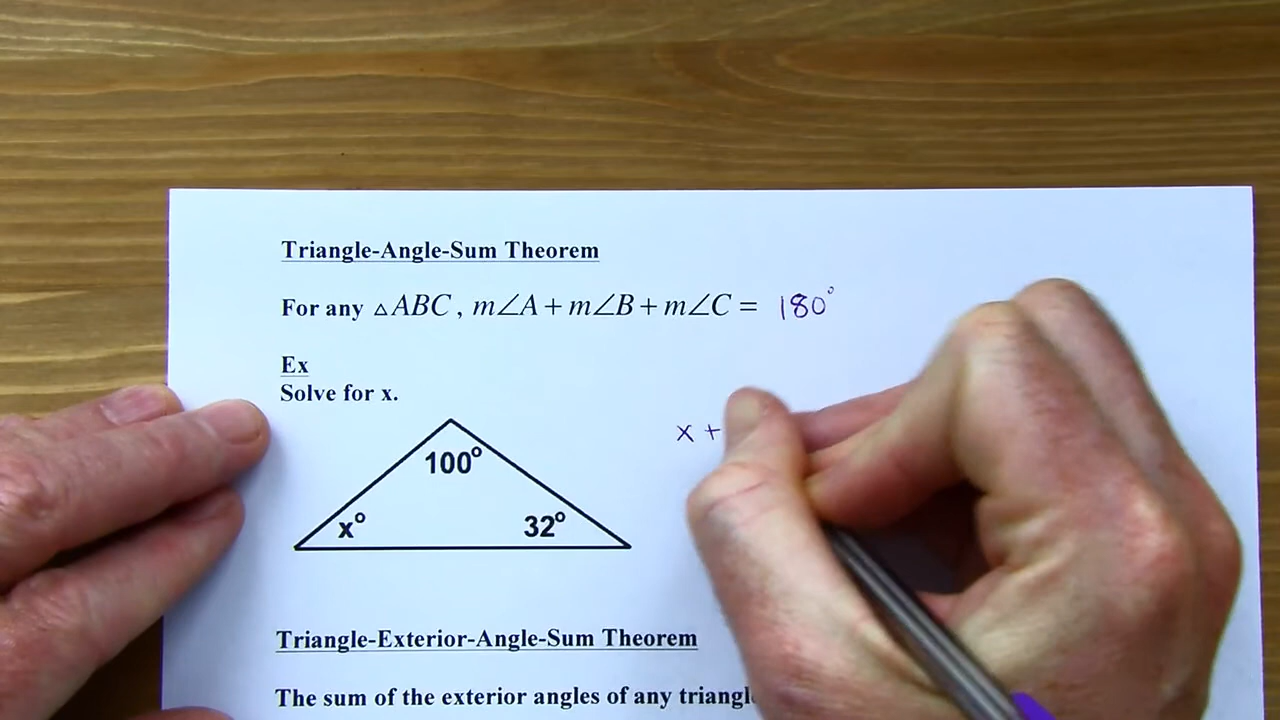 Triangle-Angle-Sum Theorem
For any △ABC, m∠A + m∠B + m∠C = 180°
Ex
Solve for x.
x +
100°
x° 32°
Triangle-Exterior-Angle-Sum Theorem
The sum of the exterior angles of any